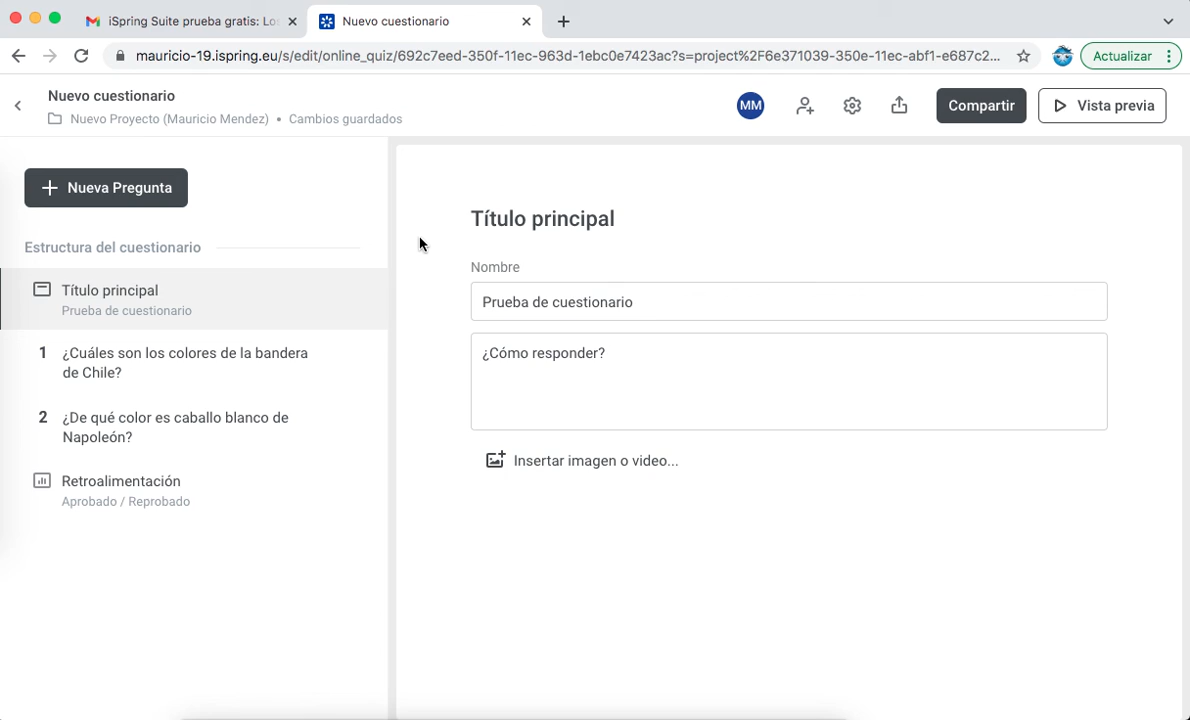 iSpring Suite prueba gratis: Lo
Nuevo cuestionario
mauricio-19.ispring.eu/s/edit/online_quiz/692c7eed-350f-11ec-963d-1ebc0e7423ac?s=project%2F6e371039-350e-11ec-abf1-e687c2...
Actualizar
Nuevo cuestionario
Nuevo Proyecto (Mauricio Mendez) • Cambios guardados
MM
Compartir
Vista previa
Nueva Pregunta
Estructura del cuestionario
Título principal
Prueba de cuestionario
1 ¿Cuáles son los colores de la bandera
de Chile?
2 ¿De qué color es caballo blanco de
Napoleón?
Retroalimentación
Aprobado / Reprobado
Título principal
Nombre
Prueba de cuestionario
¿Cómo responder?
Insertar imagen o video...